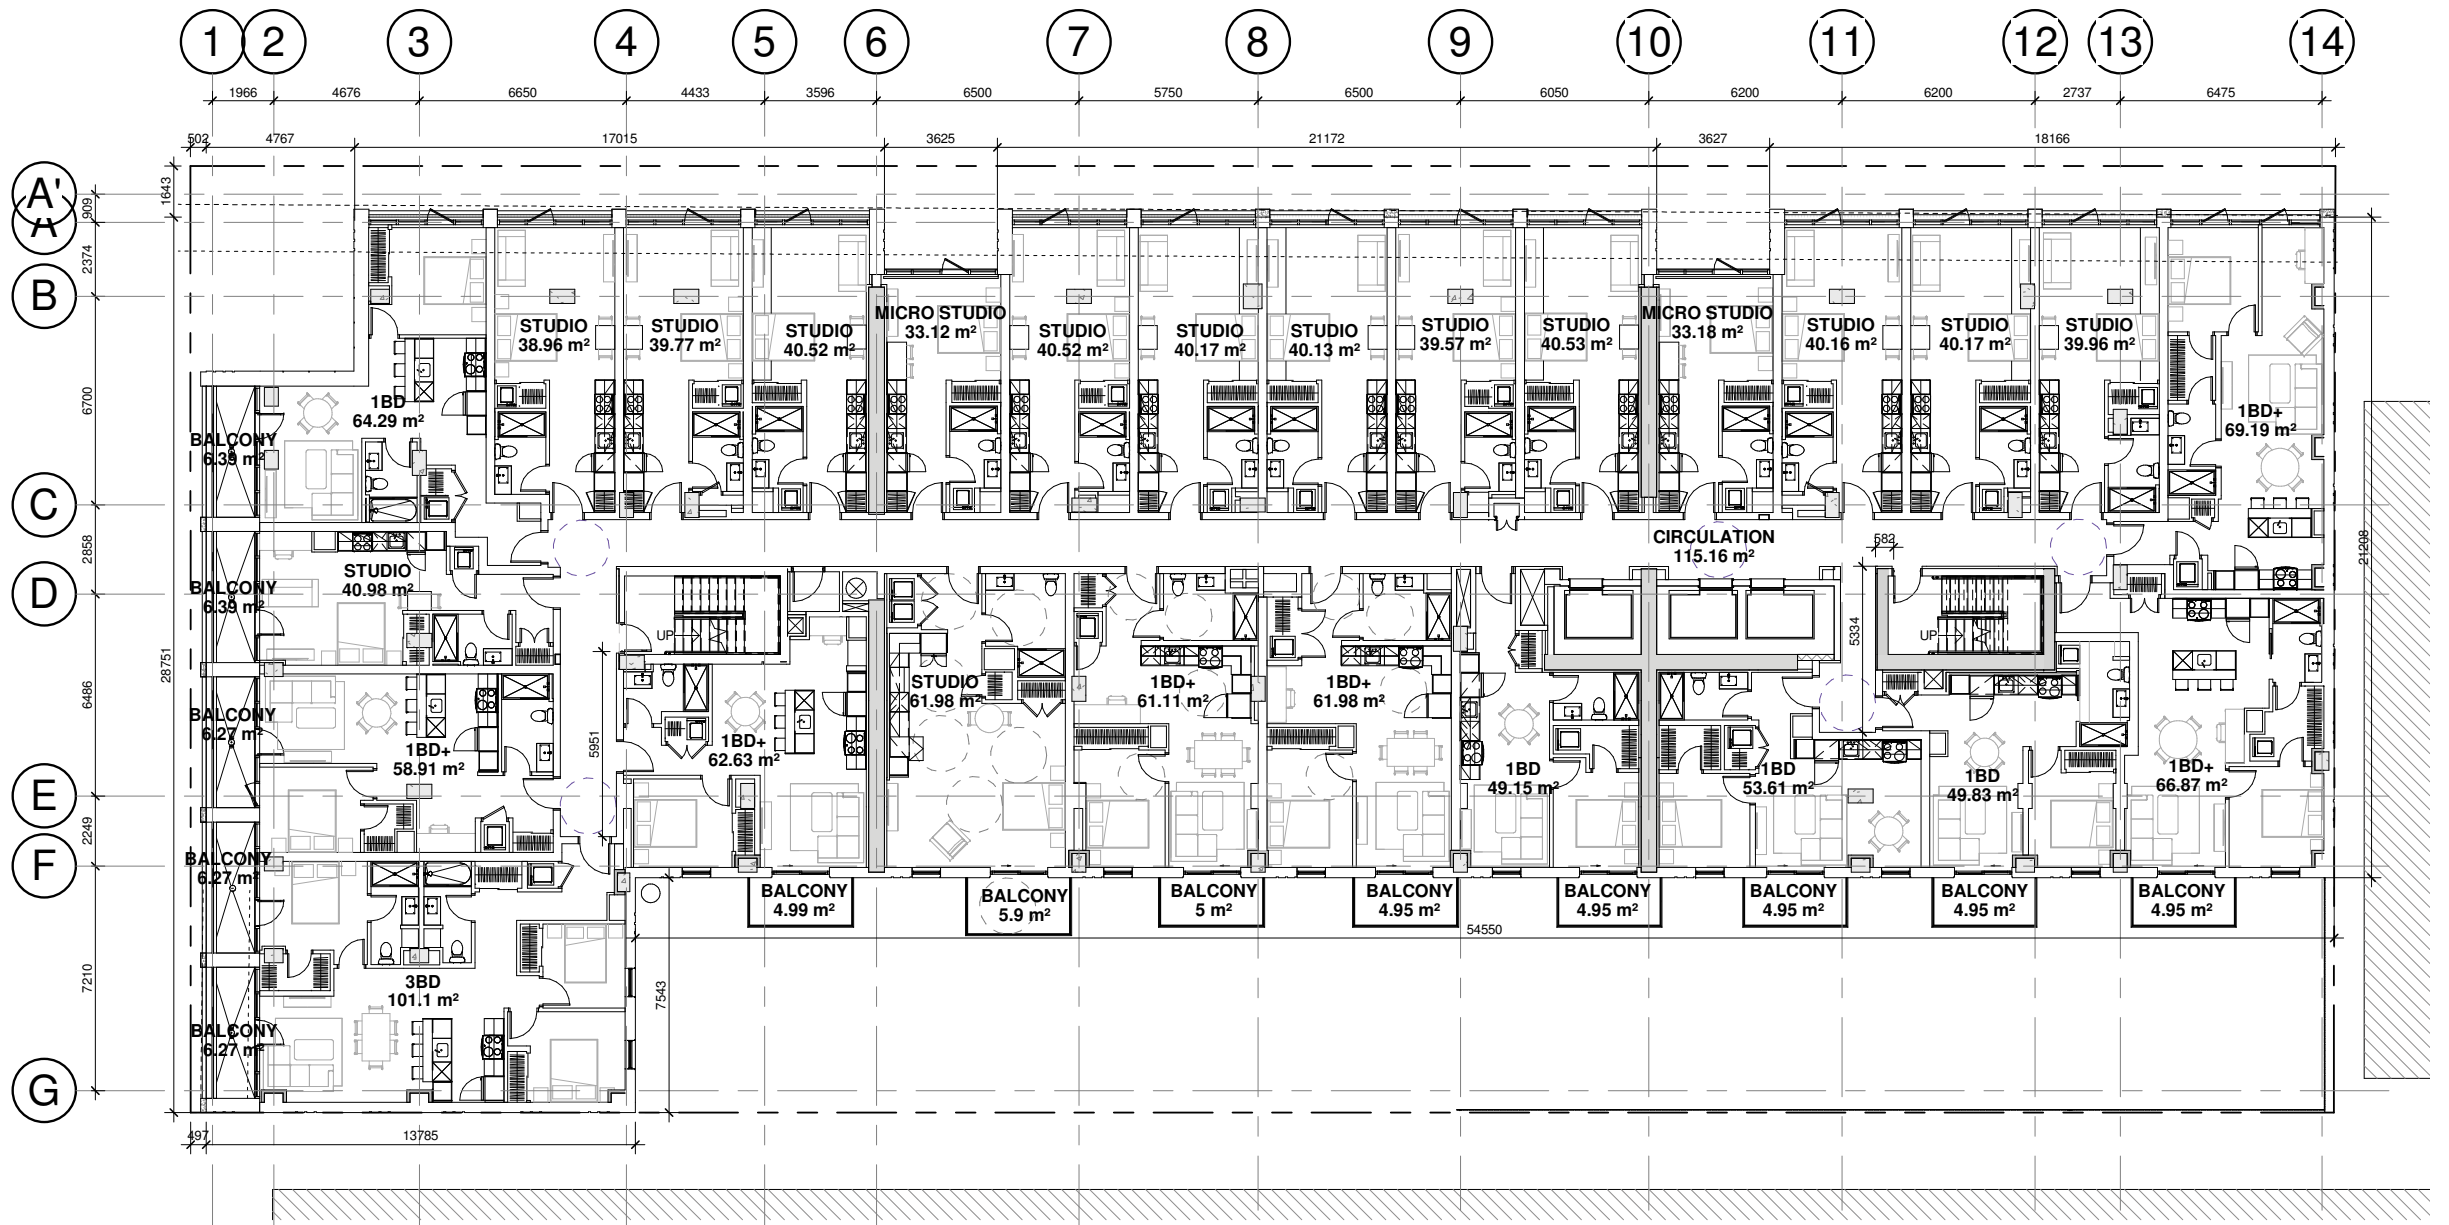 1 2 3 4 5 6 7 8 9 10 11 12 13 14
1966 4676 6650 4433 3596 6500 5750 6500 6050 6200 6200 2737 6475
502 4767 17015 3625 21172 3627 18166
A'
A
B
C
D
E
F
G
1643
909
2374
6700
2858
6486
2249
7210
28751
MICRO STUDIO
33.12 m²
MICRO STUDIO
33.18 m²
STUDIO
38.96 m²
STUDIO
39.77 m²
STUDIO
40.52 m²
STUDIO
40.52 m²
STUDIO
40.17 m²
STUDIO
40.13 m²
STUDIO
39.57 m²
STUDIO
40.53 m²
STUDIO
40.16 m²
STUDIO
40.17 m²
STUDIO
39.96 m²
1BD
64.29 m²
1BD+
69.19 m²
BALCONY
6.39 m²
CIRCULATION
115.16 m²
582
21208
STUDIO
40.98 m²
BALCONY
6.39 m²
UP
UP
5334
5951
BALCONY
6.27 m²
1BD+
58.91 m²
1BD+
62.63 m²
STUDIO
61.98 m²
1BD+
61.11 m²
1BD+
61.98 m²
1BD
49.15 m²
1BD
53.61 m²
1BD
49.83 m²
1BD+
66.87 m²
BALCONY
6.27 m²
BALCONY
4.99 m²
BALCONY
5.9 m²
BALCONY
5 m²
BALCONY
4.95 m²
BALCONY
4.95 m²
BALCONY
4.95 m²
BALCONY
4.95 m²
BALCONY
4.95 m²
54550
7543
3BD
101.1 m²
BALCONY
6.27 m²
497 13785